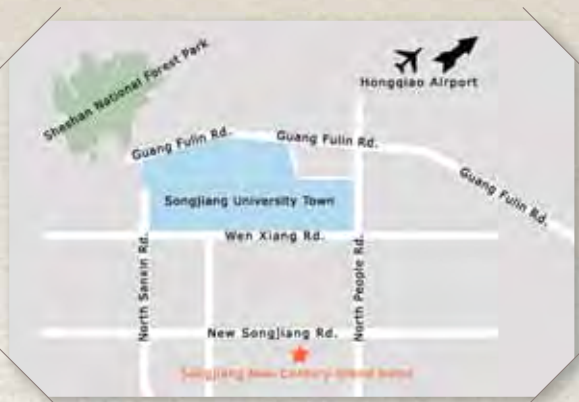 Sheshan National Forest Park
Hongqiao Airport
Guang Fulin Rd.
Guang Fulin Rd.
Guang Fulin Rd.
Songjiang University Town
Wen Xiang Rd.
North Sanxin Rd.
North People Rd.
New Songjiang Rd.
Songjiang New Century Grand Hotel